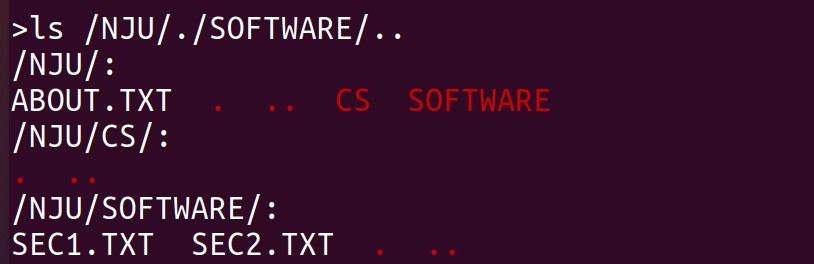 >ls /NJU/./SOFTWARE/..
/NJU/:
ABOUT.TXT  .  ..  CS  SOFTWARE
/NJU/CS/:
.  ..
/NJU/SOFTWARE/:
SEC1.TXT  SEC2.TXT  .  ..